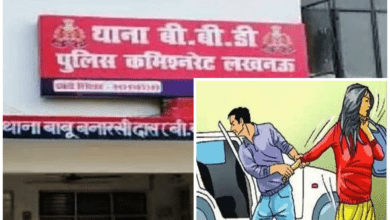 थाना बी.बी.डी
पुलिस कमिश्नरेट लखनऊ
थाना बाबू बनारसी दास (बी.